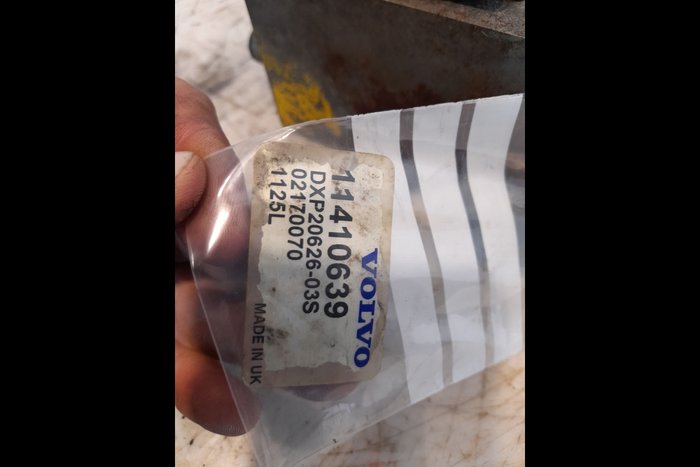 VOLVO
11410639
DXP20626-03S
02170070
1125L
MADE IN UK